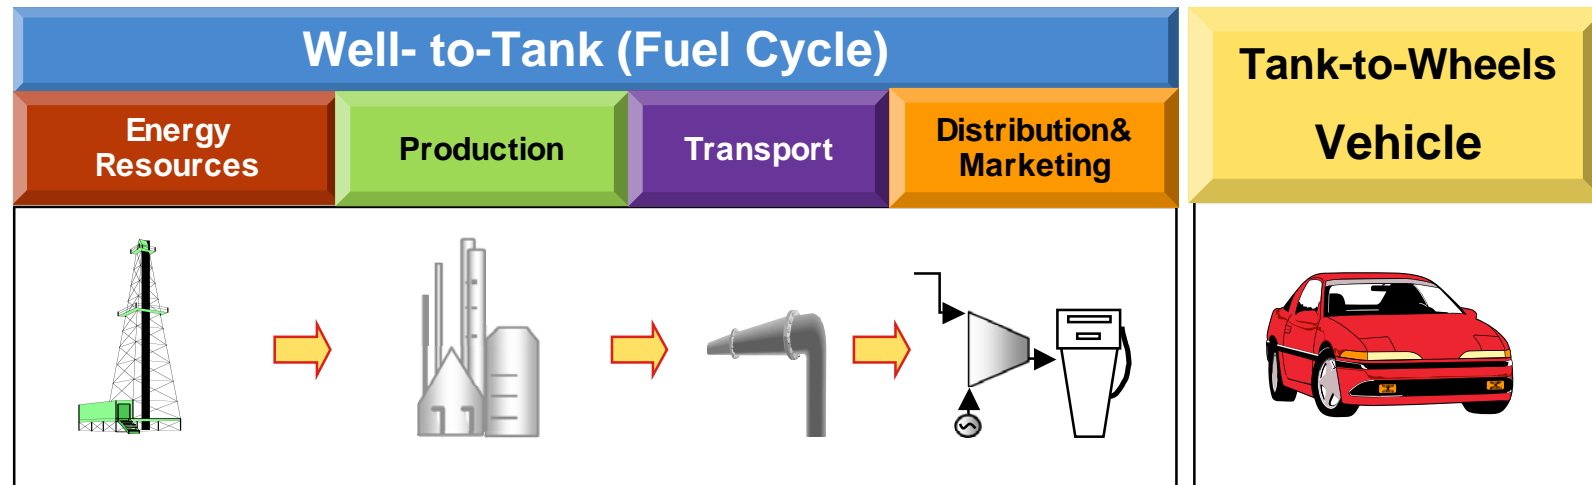 Well- to-Tank (Fuel Cycle)
Energy
Resources
Production
Transport
Distribution&
Marketing
Tank-to-Wheels
Vehicle